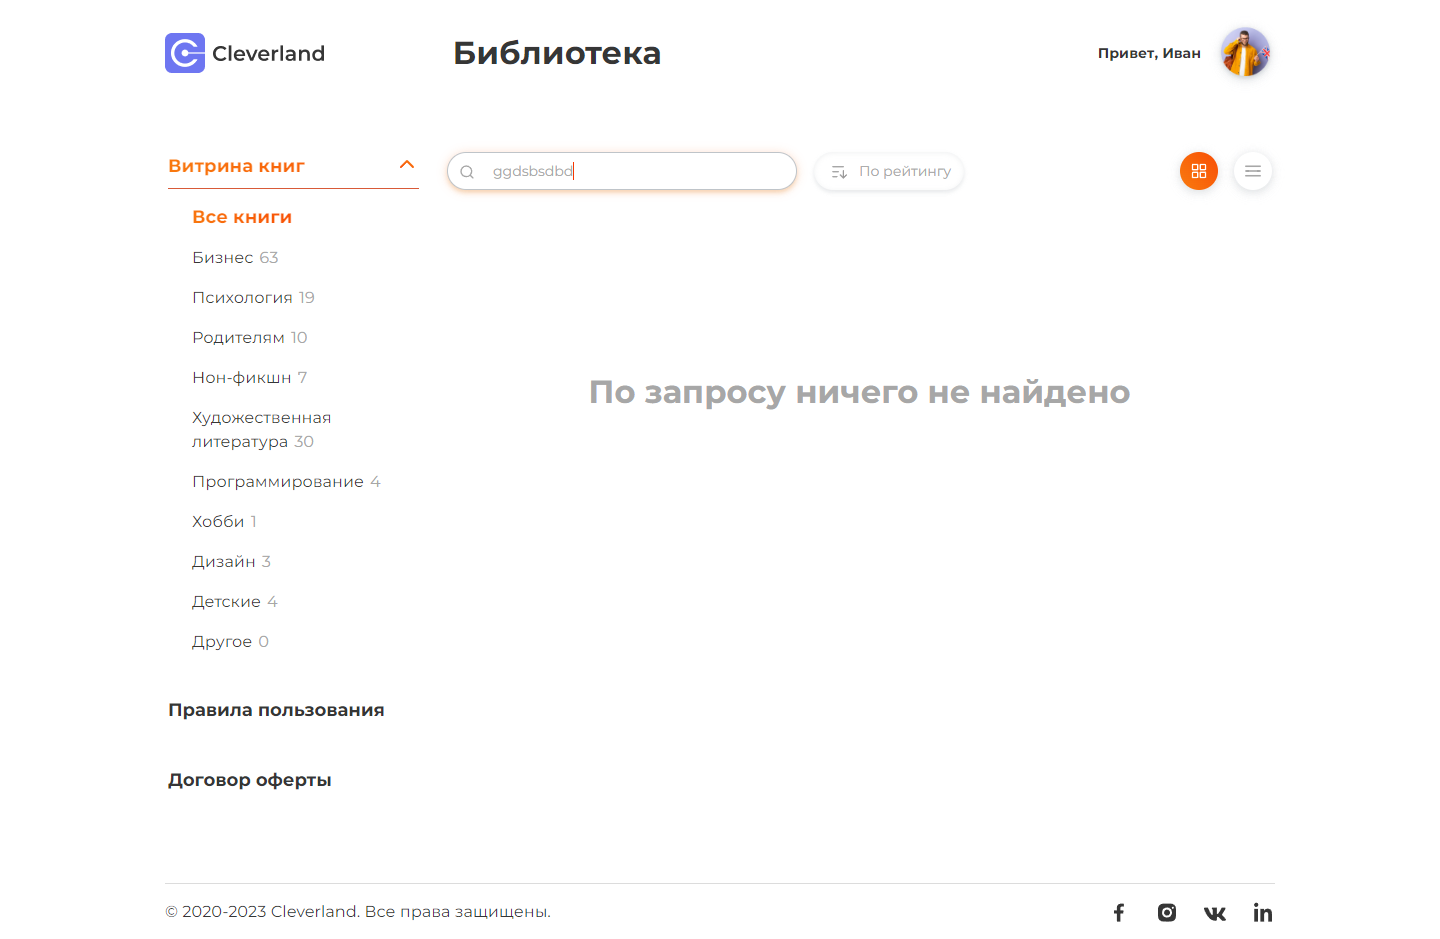 Cleverland
Библиотека
Привет, Иван
Витрина книг
ggdsbsdbd
По рейтингу
Все книги
Бизнес 63
Психология 19
Родителям 10
Нон-фикшн 7
Художественная
литература 30
Программирование 4
Хобби 1
Дизайн 3
Детские 4
Другое 0
По запросу ничего не найдено
Правила пользования
Договор оферты
© 2020-2023 Cleverland. Все права защищены.